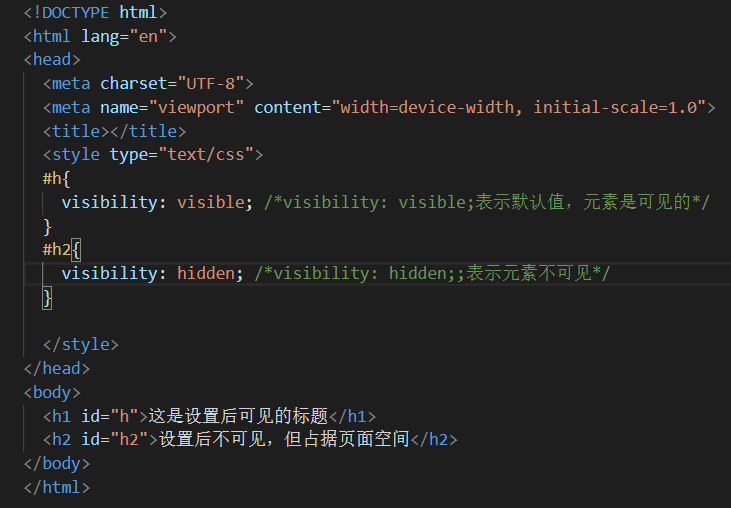 <!DOCTYPE html>
<html lang="en">
<head>
<meta charset="UTF-8">
<meta name="viewport" content="width=device-width, initial-scale=1.0">
<title></title>
<style type="text/css">
#h{
visibility: visible; /*visibility: visible;表示默认值，元素是可见的*/
}
#h2{
visibility: hidden; /*visibility: hidden;;表示元素不可见*/
}
</style>
</head>
<body>
<h1 id="h">这是设置后可见的标题</h1>
<h2 id="h2">设置后不可见，但占据页面空间</h2>
</body>
</html>